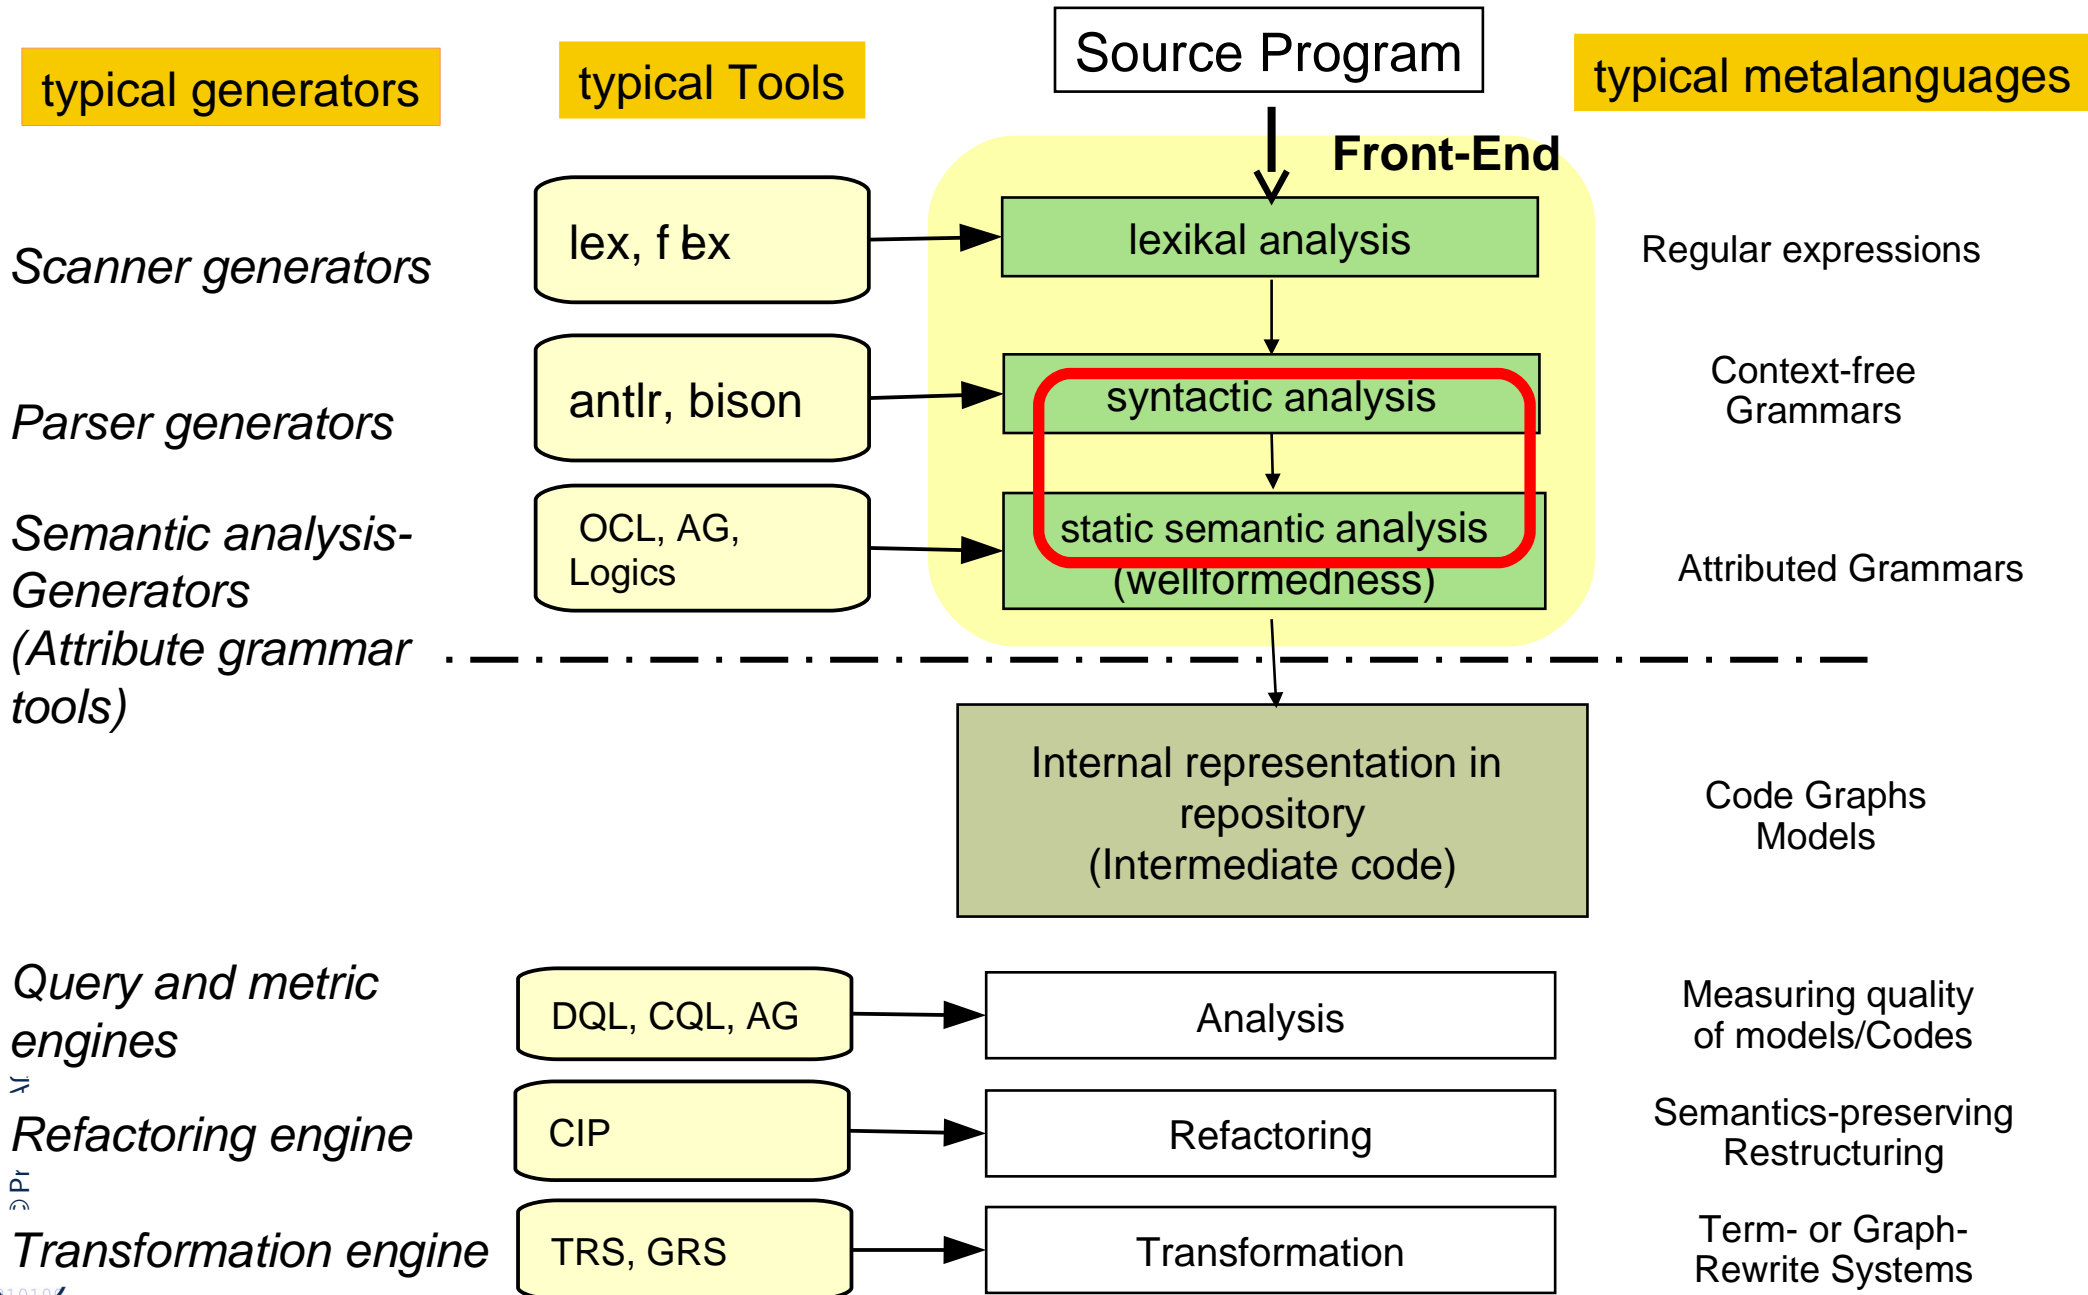 Source Program
typical generators
typical Tools
typical metalanguages
Front-End
Scanner generators
lex, flex
lexikal analysis
Regular expressions
Parser generators
antlr, bison
syntactic analysis
Context-free
Grammars
Semantic analysis-
Generators
(Attribute grammar
tools)
OCL, AG,
Logics
static semantic analysis
(wellformedness)
Attributed Grammars
Internal representation in
repository
(Intermediate code)
Code Graphs
Models
Query and metric
engines
DQL, CQL, AG
Analysis
Measuring quality
of models/Codes
Refactoring engine
CIP
Refactoring
Semantics-preserving
Restructuring
© Pr
Transformation engine
TRS, GRS
Transformation
Term- or Graph-
Rewrite Systems